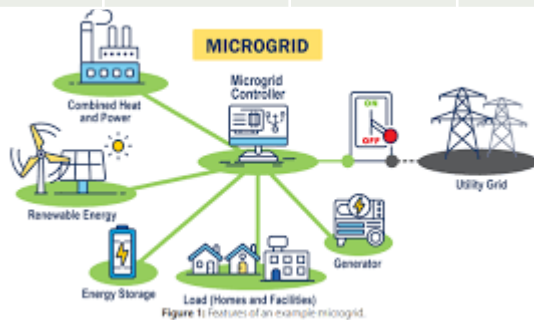 MICROGRID
Microgrid
Controller
Combined Heat
and Power
ON
OFF
Utility Grid
Renewable Energy
Generator
Energy Storage
Load (Homes and Facilities)
Figure 1: Features of an example microgrid.